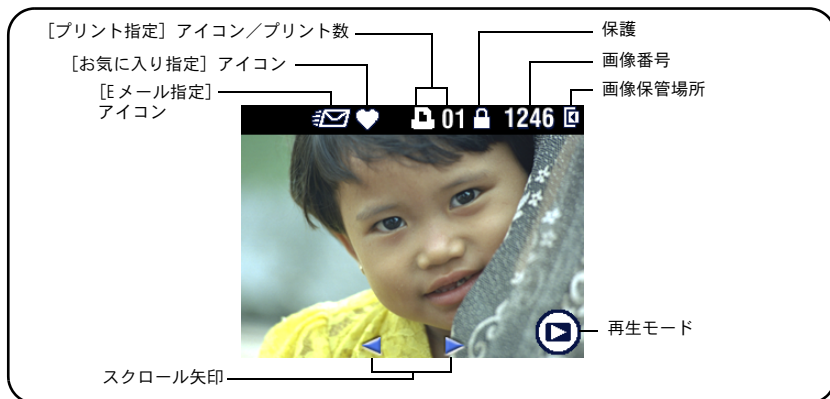 [プリント指定] アイコン／プリント数
[お気に入り指定] アイコン
[Eメール指定]
アイコン
保護
画像番号
画像保管場所
01 1246
再生モード
スクロール矢印